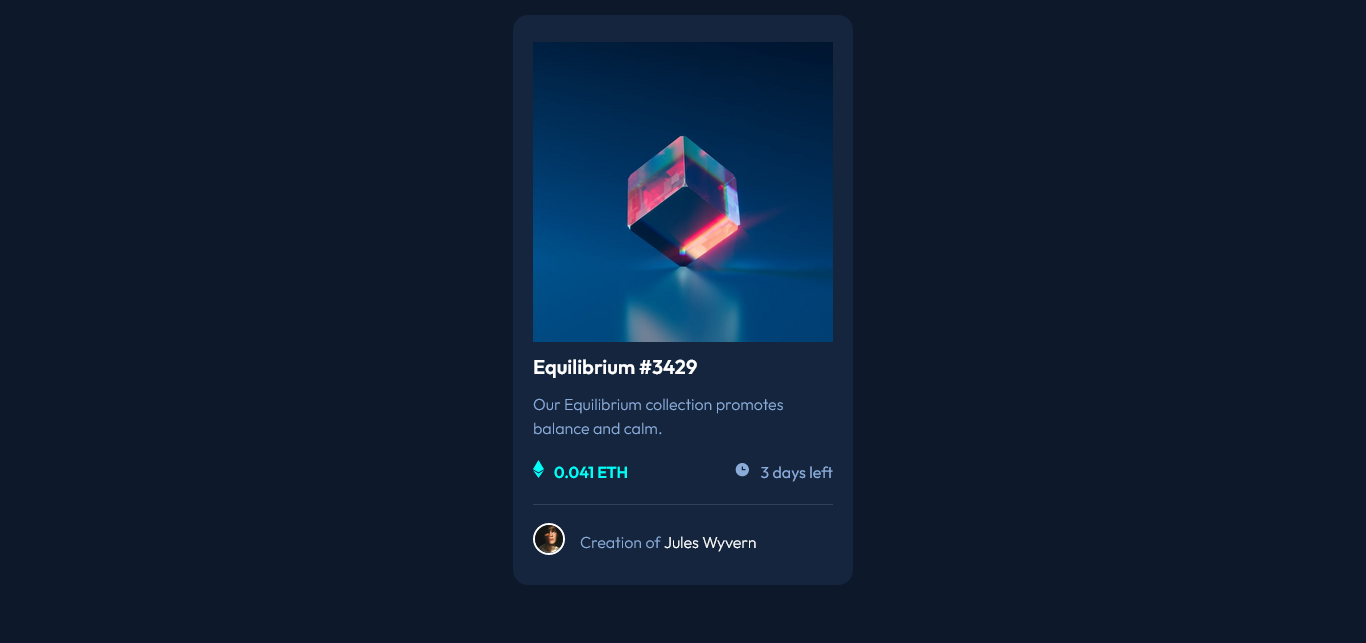 Equilibrium #3429
Our Equilibrium collection promotes
balance and calm.
0.041 ETH
3 days left
Creation of Jules Wyvern